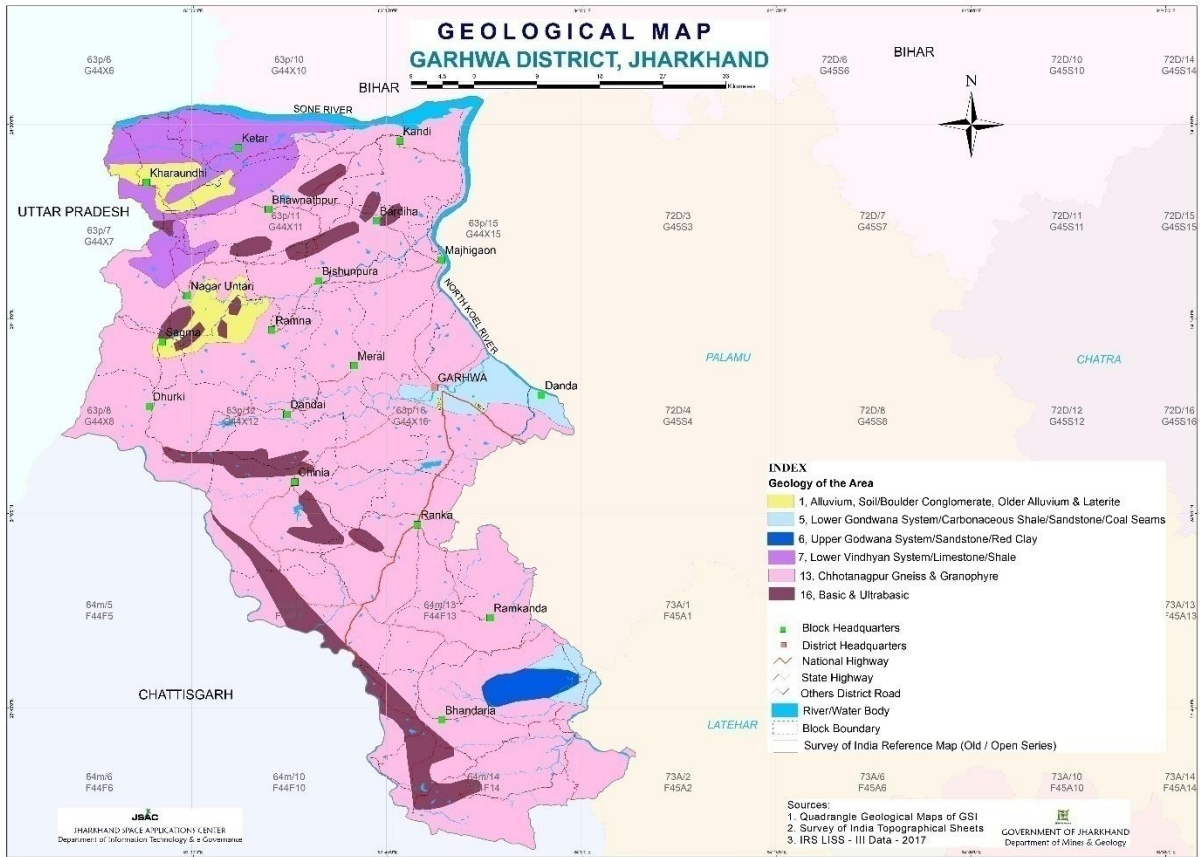 GEOLOGICAL MAP
GARHWA DISTRICT, JHARKHAND
9 4.5 0 9 18 27 36
Kilometers
63p/6
G44X6
63p/10
G44X10
72D/6
G45S6
BIHAR
72D/10
G45S10
72D/14
G45S14
N
BIHAR
SONE RIVER
Ketar
Kandi
Kharaundhi
UTTAR PRADESH
63p/7
G44X7
Bhawnathpur
63p/11
G44X11
Bardiha
63p/15
G44X15
72D/3
G45S3
72D/7
G45S7
72D/11
G45S11
72D/15
G45S15
Majhigaon
Bishunpura
Nagar Untari
NORTH KOEL RIVER
Ramna
Sagma
Meral
PALAMU
CHATRA
GARHWA
Danda
Dhurki
63p/8
G44X8
63p/12
G44X12
Dandai
63p/16
G44X16
72D/4
G45S4
72D/8
G45S8
72D/12
G45S12
72D/16
G45S16
Chinia
Ranka
INDEX
Geology of the Area
1, Alluvium, Soil/Boulder Conglomerate, Older Alluvium & Laterite
5, Lower Gondwana System/Carbonaceous Shale/Sandstone/Coal Seams
6, Upper Godwana System/Sandstone/Red Clay
7, Lower Vindhyan System/Limestone/Shale
13, Chhotanagpur Gneiss & Granophyre
16, Basic & Ultrabasic
Block Headquarters
District Headquarters
National Highway
State Highway
Others District Road
River/Water Body
Block Boundary
Survey of India Reference Map (Old / Open Series)
64m/5
F44F5
64m/13
F44F13
Ramkanda
73A/1
F45A1
73A/13
F45A13
CHATTISGARH
Bhandaria
LATEHAR
64m/6
F44F6
64m/10
F44F10
64m/14
F44F14
73A/2
F45A2
73A/6
F45A6
73A/10
F45A10
73A/14
F45A14
JSAC
JHARKHAND SPACE APPLICATIONS CENTER
Department of Information Technology & e Governance
Sources:
1. Quadrangle Geological Maps of GSI
2. Survey of India Topographical Sheets
3. IRS LISS - III Data - 2017
GOVERNMENT OF JHARKHAND
Department of Mines & Geology